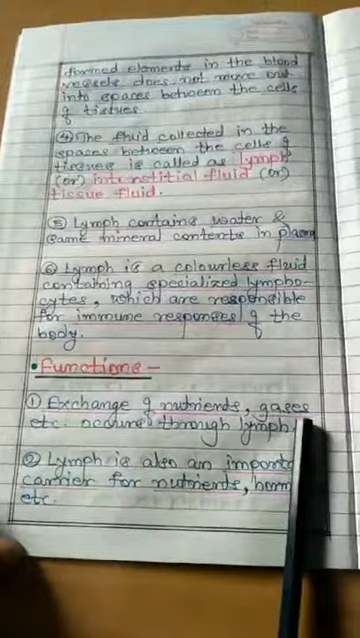 formed elements in the blood
vessels does not move out
into spaces between the cells
of tissues.
④ The fluid collected in the
spaces between the cells of
tissues is called as lymph
(or) interstitial fluid (or)
tissue fluid.
⑤ Lymph contains water &
same mineral contents in plasma
⑥ Lymph is a colourless fluid
containing specialized lympho-
cytes, which are responsible
for immune responses of the
body.
• Functions –
① Exchange of nutrients, gases
etc. occurs through lymph.
② Lymph is also an importa
carrier for nutrients, horm
etc.